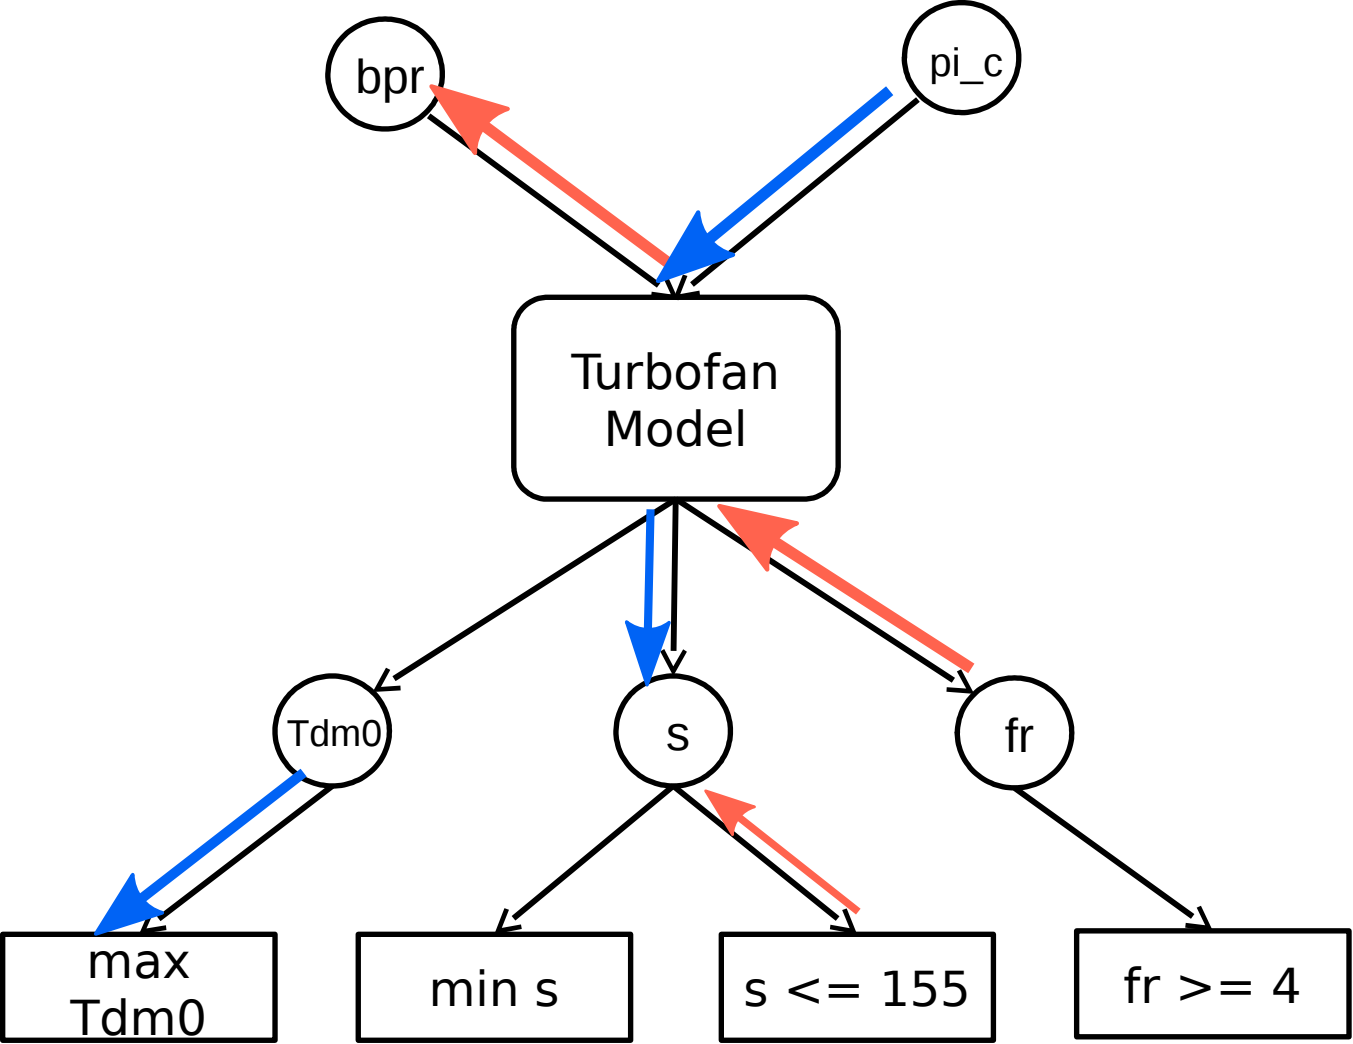 bpr
pi_c
Turbofan
Model
Tdm0
s
fr
max
Tdm0
min s
s <= 155
fr >= 4